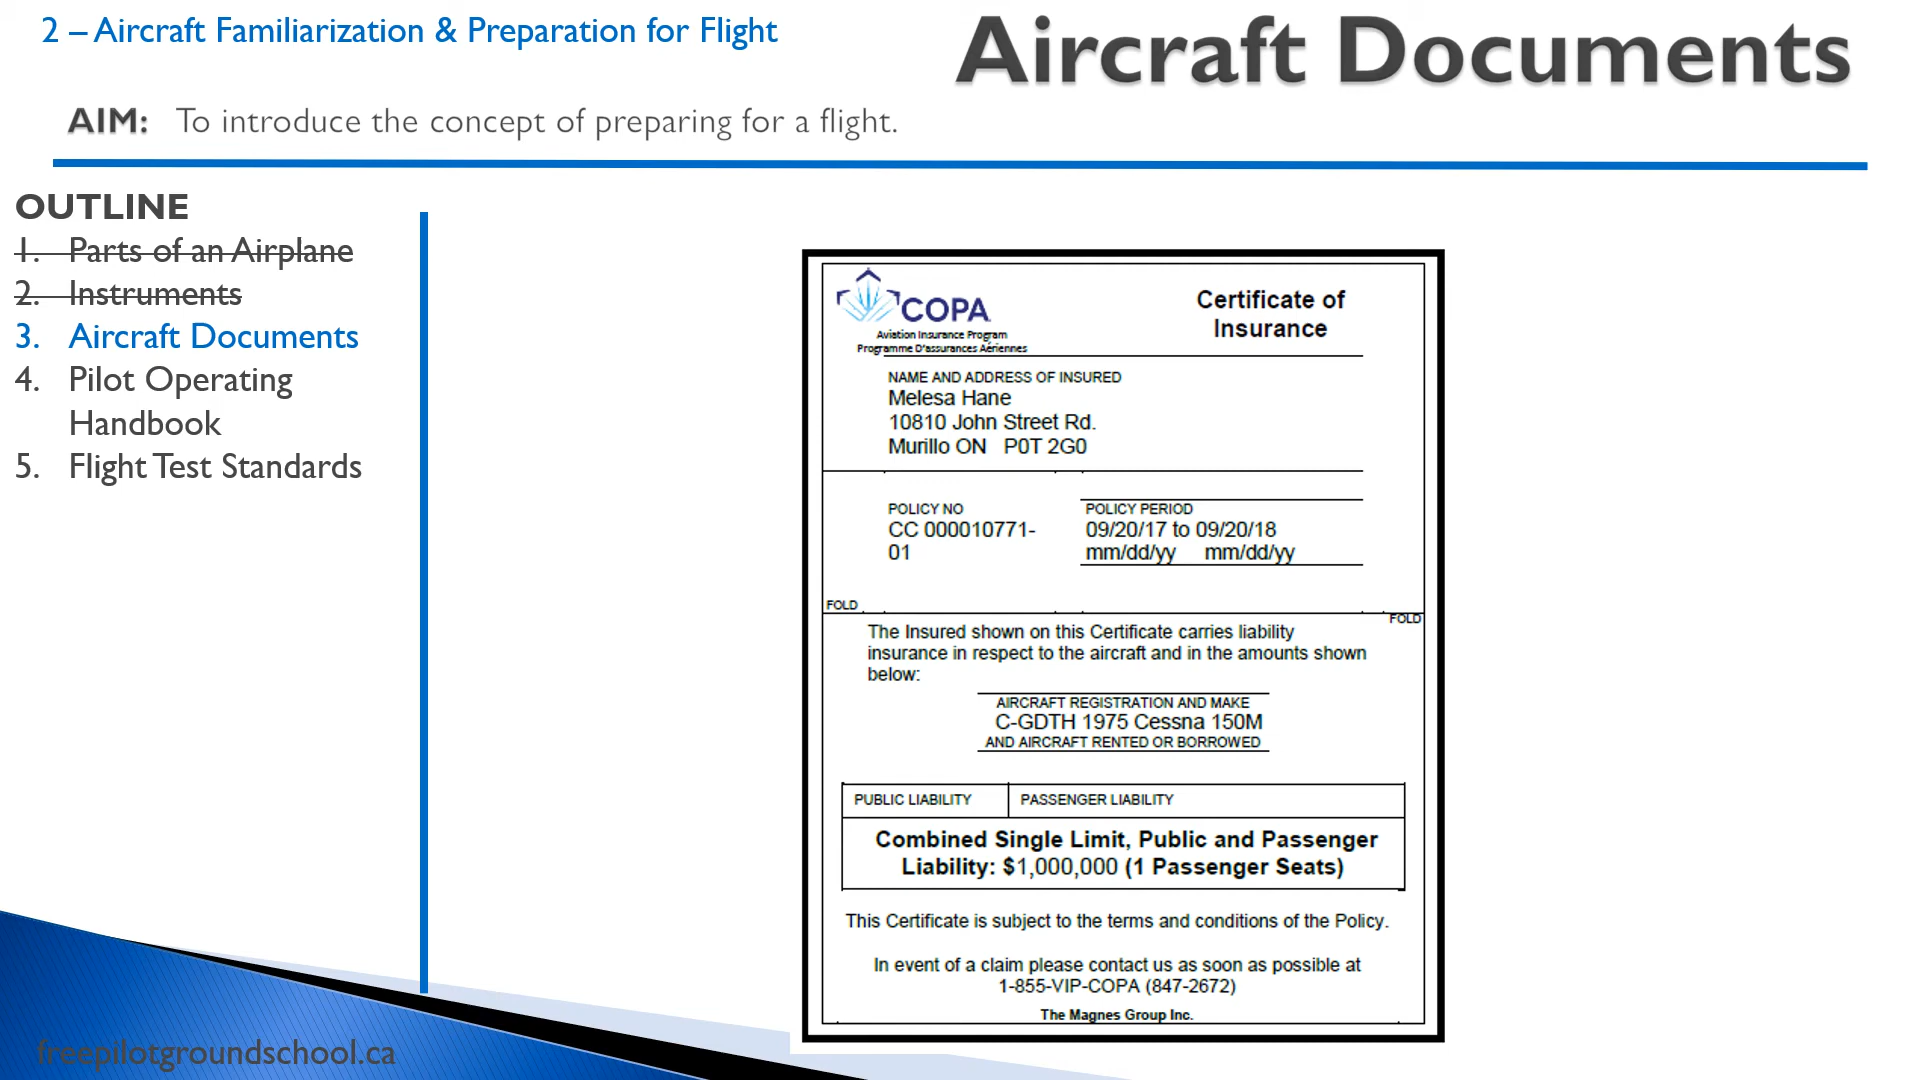 2 – Aircraft Familiarization & Preparation for Flight
Aircraft Documents
AIM: To introduce the concept of preparing for a flight.
OUTLINE
1. Parts of an Airplane
2. Instruments
3. Aircraft Documents
4. Pilot Operating
Handbook
5. Flight Test Standards
COPA
Aviation Insurance Program
Programme D'assurances Aériennes
Certificate of
Insurance
NAME AND ADDRESS OF INSURED
Melesa Hane
10810 John Street Rd.
Murillo ON P0T 2G0
POLICY NO
CC 000010771-
01
POLICY PERIOD
09/20/17 to 09/20/18
mm/dd/yy mm/dd/yy
FOLD
FOLD
The Insured shown on this Certificate carries liability
insurance in respect to the aircraft and in the amounts shown
below:
AIRCRAFT REGISTRATION AND MAKE
C-GDTH 1975 Cessna 150M
AND AIRCRAFT RENTED OR BORROWED
PUBLIC LIABILITY PASSENGER LIABILITY
Combined Single Limit, Public and Passenger
Liability: $1,000,000 (1 Passenger Seats)
This Certificate is subject to the terms and conditions of the Policy.
In event of a claim please contact us as soon as possible at
1-855-VIP-COPA (847-2672)
The Magnes Group Inc.
freepilotgroundschool.ca